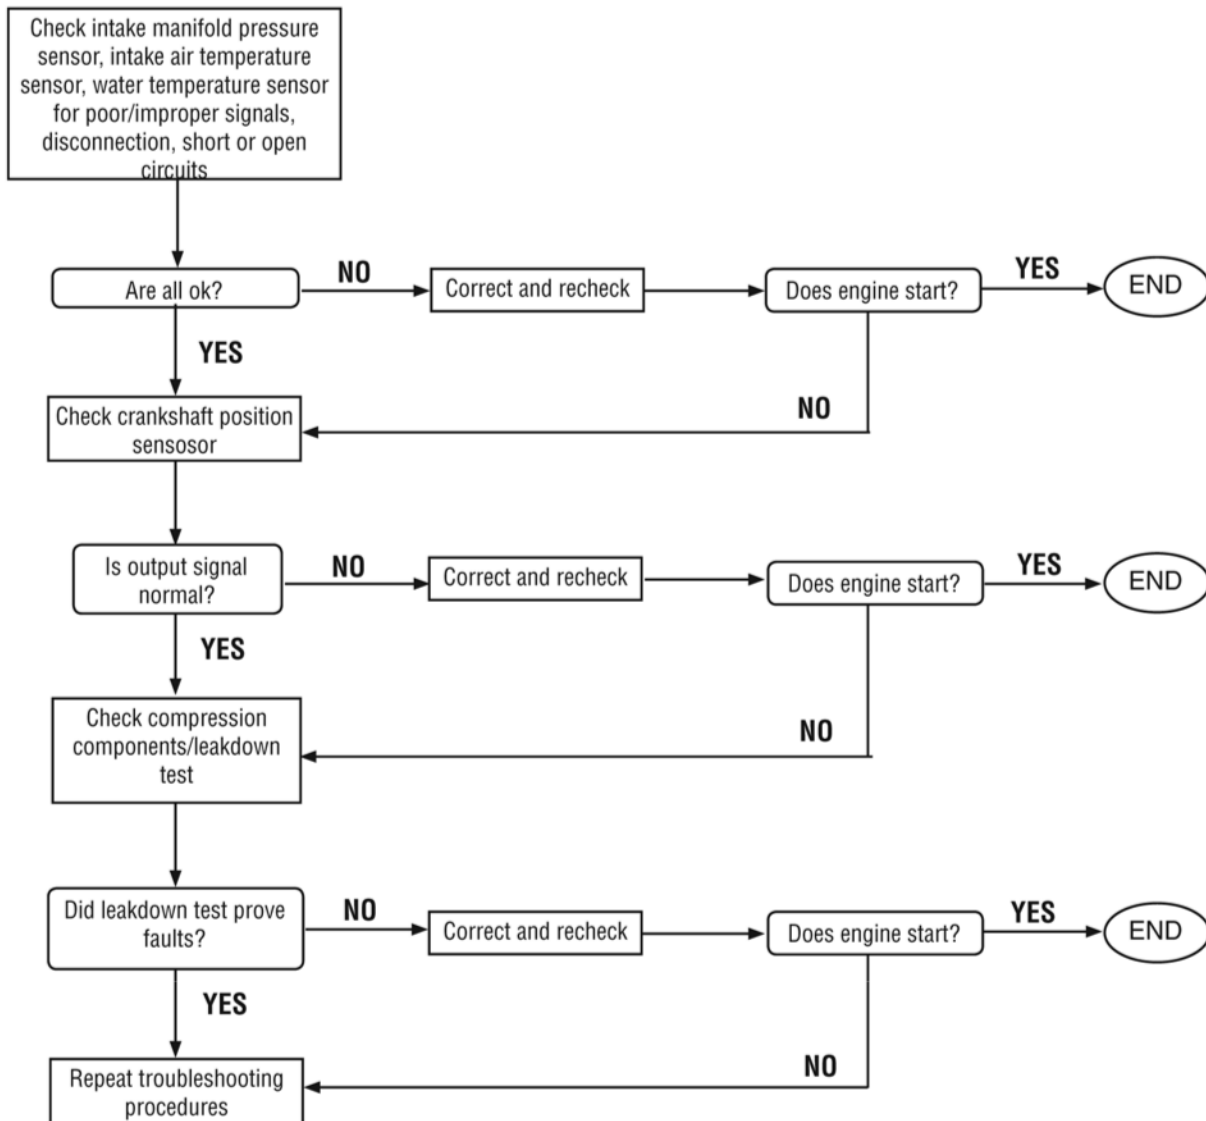 Check intake manifold pressure
sensor, intake air temperature
sensor, water temperature sensor
for poor/improper signals,
disconnection, short or open
circuits
Are all ok?
NO
Correct and recheck
Does engine start?
YES
END
YES
NO
Check crankshaft position
sensosor
Is output signal
normal?
NO
Correct and recheck
Does engine start?
YES
END
YES
NO
Check compression
components/leakdown
test
Did leakdown test prove
faults?
NO
Correct and recheck
Does engine start?
YES
END
YES
NO
Repeat troubleshooting
procedures